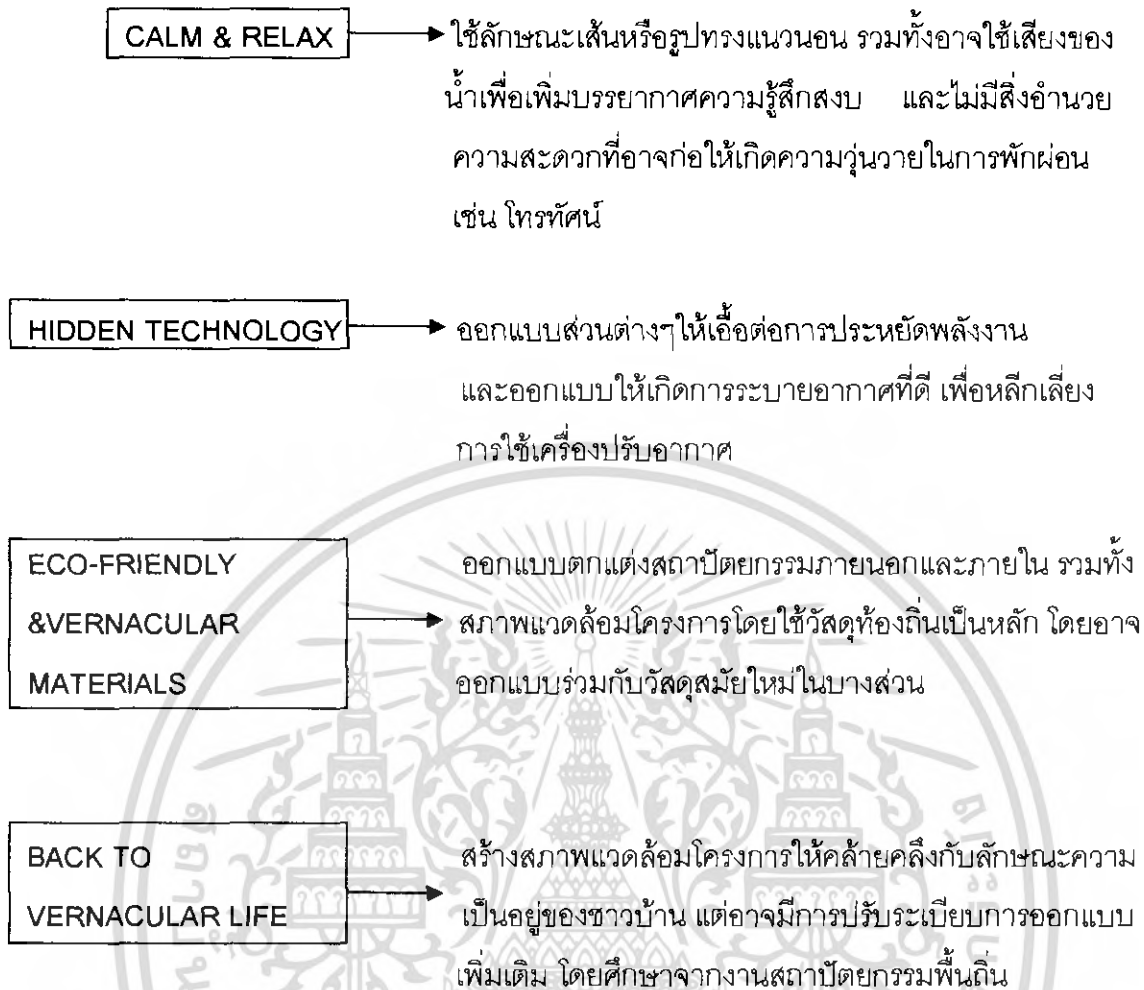 CALM & RELAX ใช้ลักษณะเส้นหรือรูปทรงแนวนอน รวมทั้งอาจใช้เสียงของ
น้ำเพื่อเพิ่มบรรยากาศความรู้สึกสงบ และไม่มีสิ่งอำนวย
ความสะดวกที่อาจก่อให้เกิดความวุ่นวายในการพักผ่อน
เช่น โทรทัศน์
HIDDEN TECHNOLOGY ออกแบบส่วนต่างๆให้เอื้อต่อการประหยัดพลังงาน
และออกแบบให้เกิดการระบายอากาศที่ดี เพื่อหลีกเลี่ยง
การใช้เครื่องปรับอากาศ
ECO-FRIENDLY ออกแบบตกแต่งสถาปัตยกรรมภายนอกและภายใน รวมทั้ง
&VERNACULAR สภาพแวดล้อมโครงการโดยใช้วัสดุท้องถิ่นเป็นหลัก โดยอาจ
MATERIALS ออกแบบร่วมกับวัสดุสมัยใหม่ในบางส่วน
BACK TO สร้างสภาพแวดล้อมโครงการให้คล้ายคลึงกับลักษณะความ
VERNACULAR LIFE เป็นอยู่ของชาวบ้าน แต่อาจมีการปรับระเบียบการออกแบบ
เพิ่มเติม โดยศึกษาจากงานสถาปัตยกรรมพื้นถิ่น